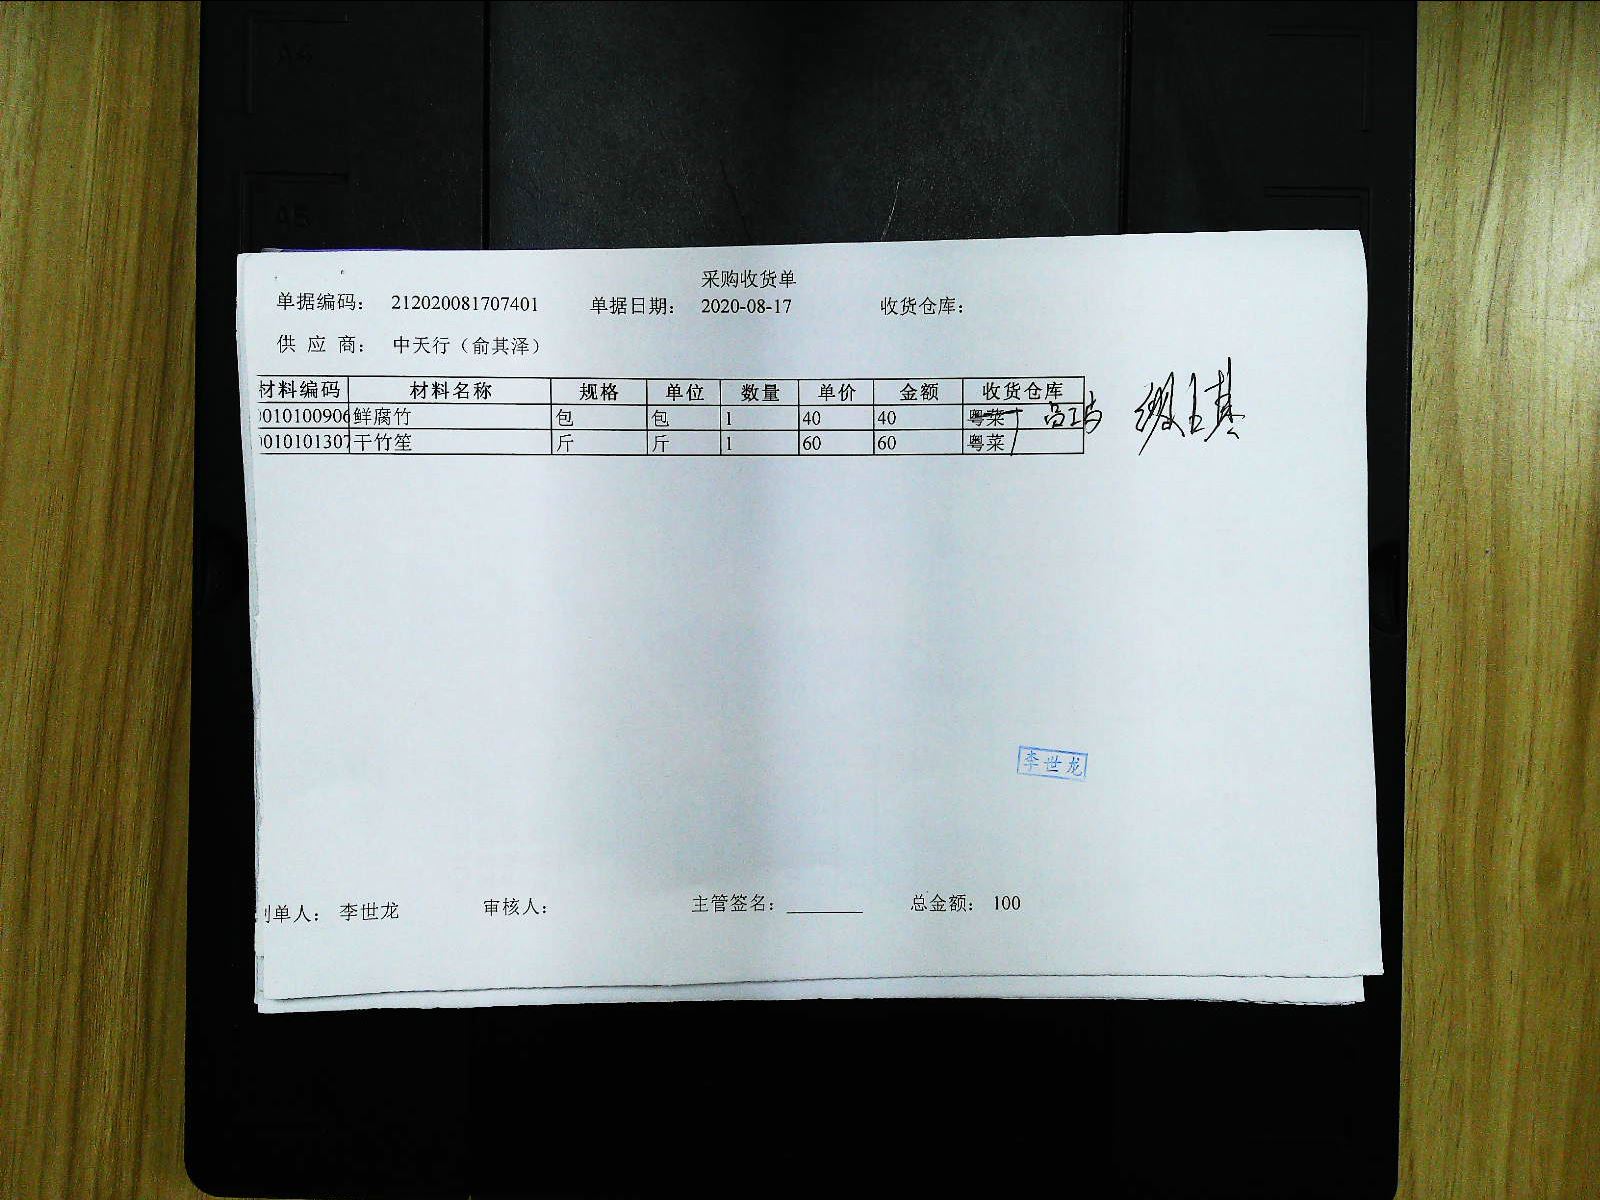 A5
采购收货单
单据编码： 212020081707401 单据日期： 2020-08-17 收货仓库：
供 应 商： 中天行（俞其泽）
材料编码 材料名称 规格 单位 数量 单价 金额 收货仓库
010100906 鲜腐竹 包 包 1 40 40 粤菜
010101307 干竹笙 斤 斤 1 60 60 粤菜
李世龙
制单人： 李世龙 审核人： 主管签名： 总金额： 100